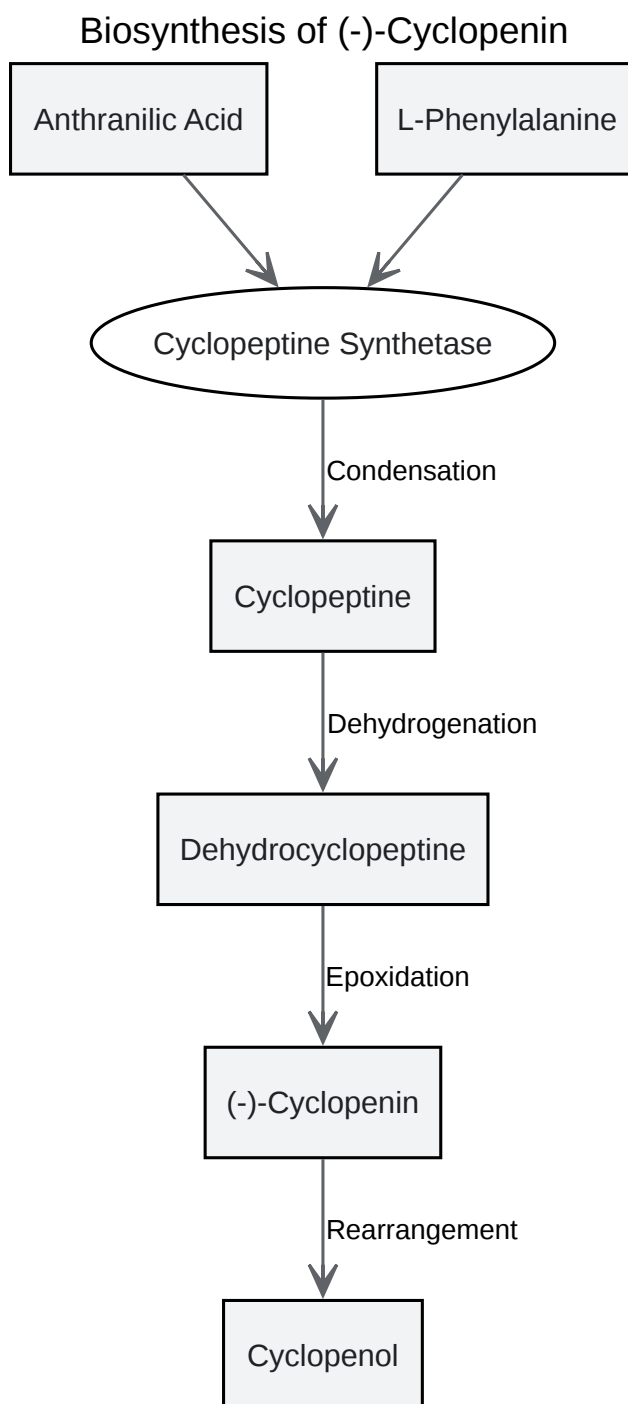 Biosynthesis of (-)-Cyclopenin
Anthranilic Acid
L-Phenylalanine
Cyclopeptine Synthetase
Condensation
Cyclopeptine
Dehydrogenation
Dehydrocyclopeptine
Epoxidation
(-)-Cyclopenin
Rearrangement
Cyclopenol